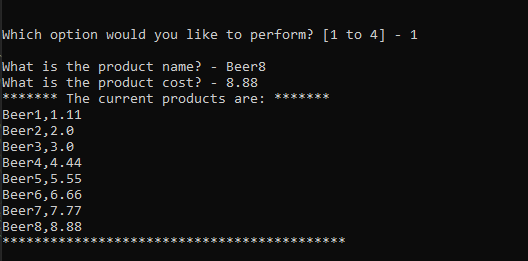 Which option would you like to perform? [1 to 4] - 1
What is the product name? - Beer8
What is the product cost? - 8.88
******* The current products are: *******
Beer1,1.11
Beer2,2.0
Beer3,3.0
Beer4,4.44
Beer5,5.55
Beer6,6.66
Beer7,7.77
Beer8,8.88
*******************************************